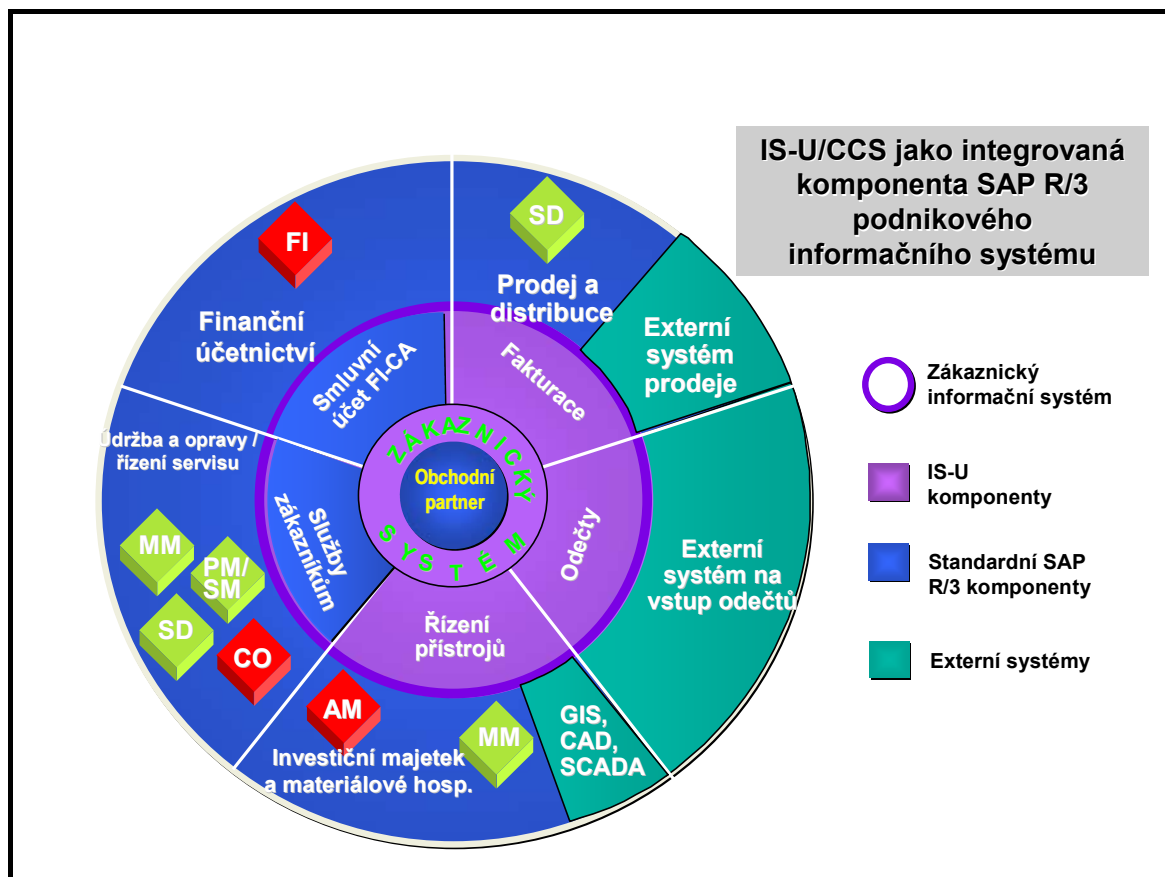 IS-U/CCS jako integrovaná
komponenta SAP R/3
podnikového
informačního systému
FI
SD
Prodej a
distribuce
Finanční
účetnictví
Externí
systém
prodeje
Smluvní
účet FI-CA
Fakturace
Zákaznický
informační systém
Údržba a opravy /
řízení servisu
ZÁKAZNICKÝ
SYSTÉM
Obchodní
partner
IS-U
komponenty
Služby
zákazníkům
Odečty
MM
PM/
SM
SD
CO
Externí
systém na
vstup odečtů
Standardní SAP
R/3 komponenty
Řízení
přístrojů
Externí systémy
AM
MM
GIS,
CAD,
SCADA
Investiční majetek
a materiálové hosp.